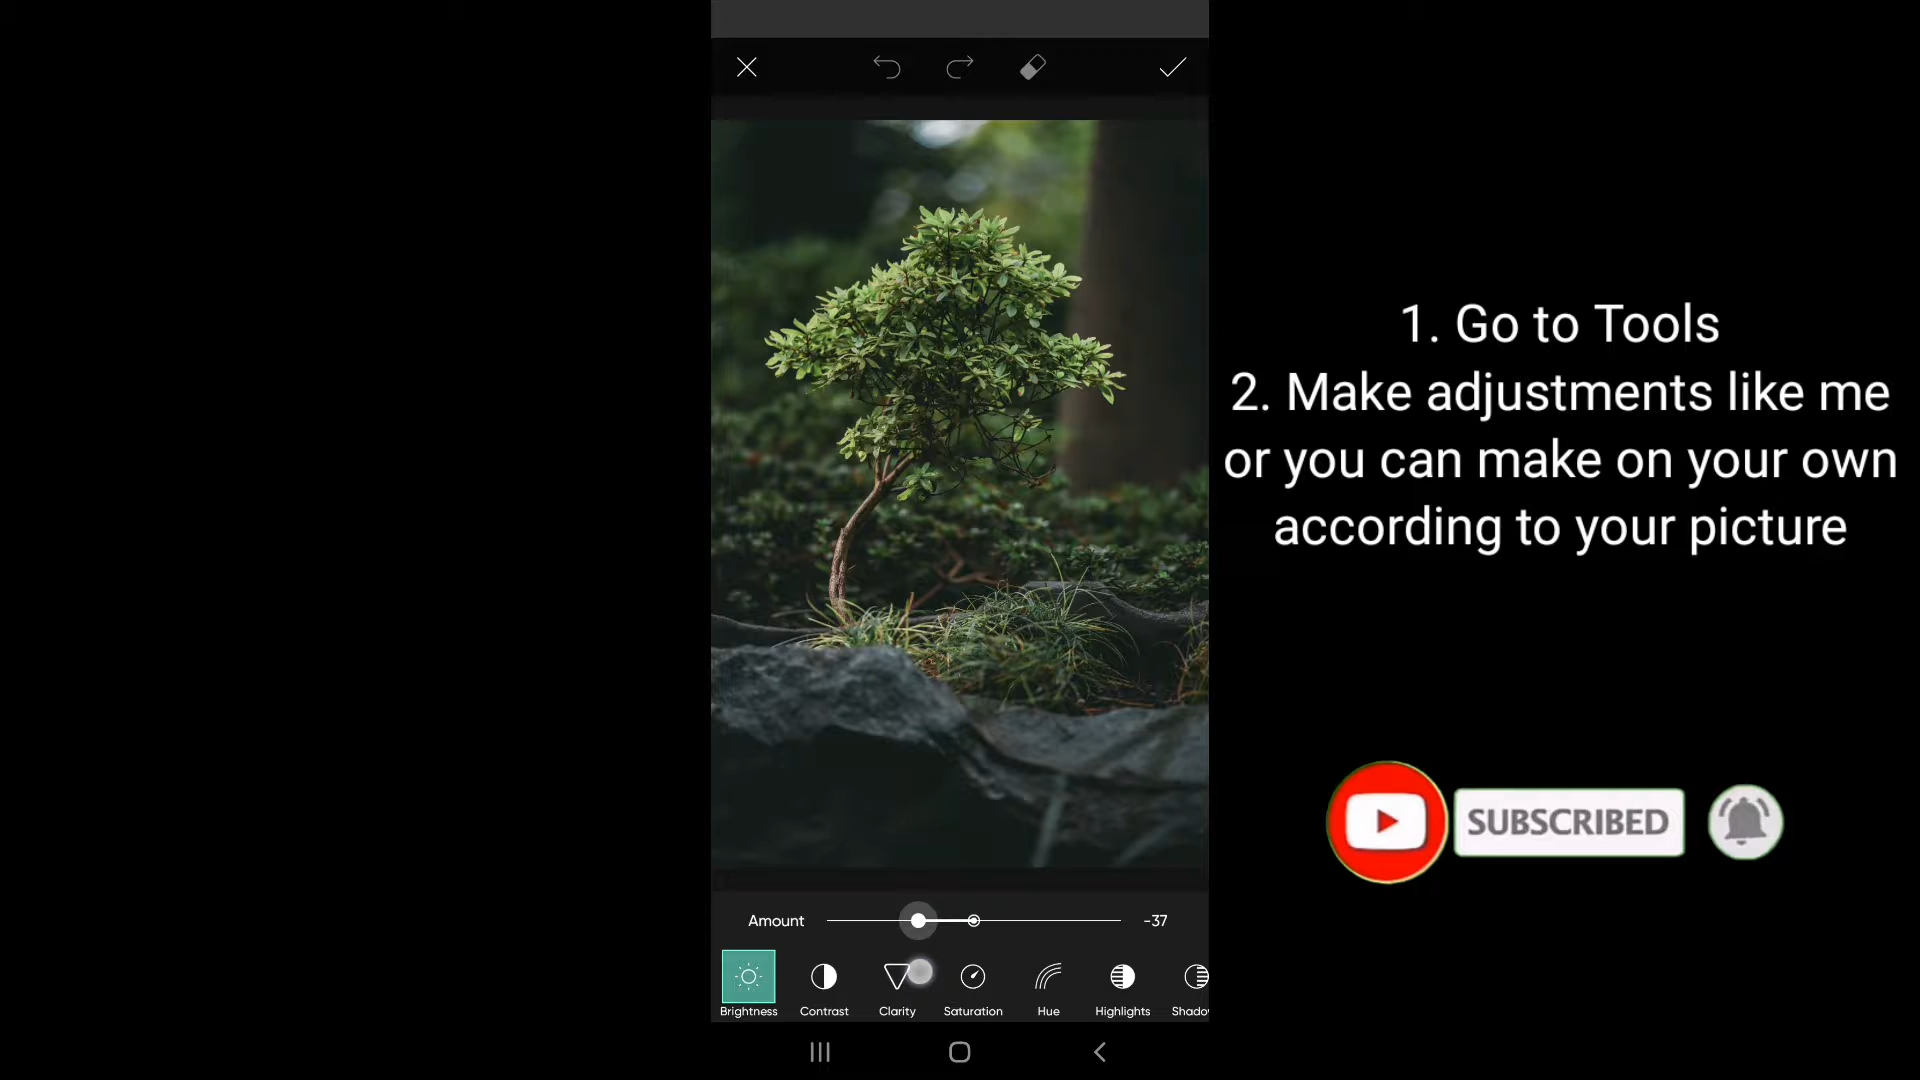 1. Go to Tools
2. Make adjustments like me
or you can make on your own
according to your picture
SUBSCRIBED
Amount -37
Brightness Contrast Clarity Saturation Hue Highlights Shado